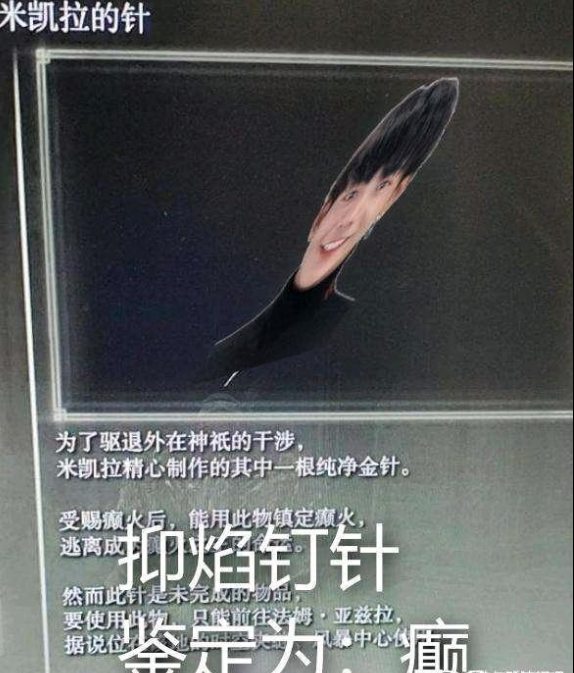 米凯拉的针
为了驱退外在神祇的干涉，
米凯拉精心制作的其中一根纯净金针。
受赐癫火后，能用此物镇定癫火，
逃离成
抑焰钉针
然而此针是未完成的物品，
要使用此物，只能前往法姆·亚兹拉，
据说位
风暴中心
鉴定为：癫